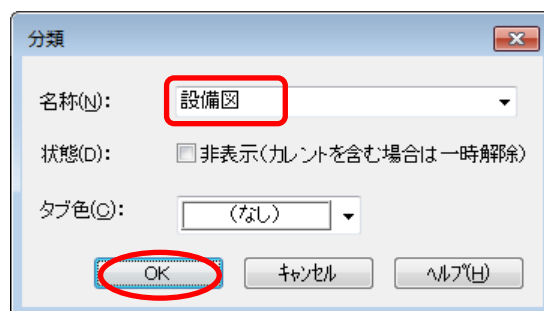 分類
名称(N): 設備図
状態(D): 非表示(カレントを含む場合は一時解除)
タブ色(C): (なし)
OK キャンセル ヘルプ(H)